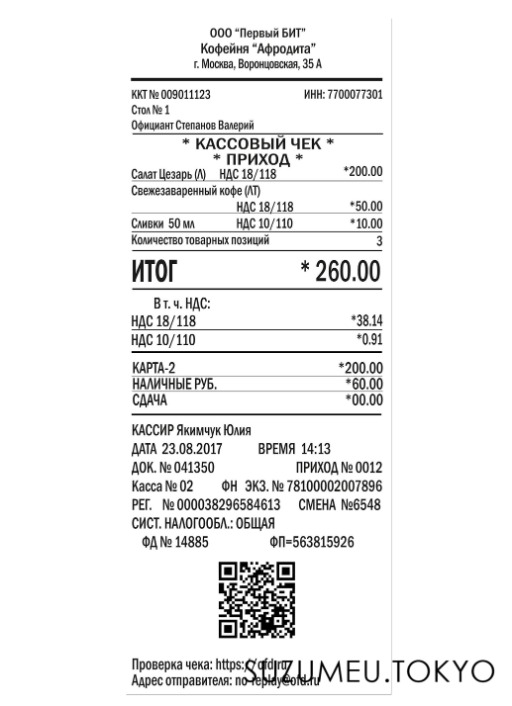 ООО “Первый БИТ”
Кофейня “Афродита”
г. Москва, Воронцовская, 35 А
ККТ № 009011123 ИНН: 7700077301
Стол № 1
Официант Степанов Валерий
* КАССОВЫЙ ЧЕК *
* ПРИХОД *
Салат Цезарь (Л) НДС 18/118 *200.00
Свежезаваренный кофе (ЛТ)
НДС 18/118 *50.00
Сливки 50 мл НДС 10/110 *10.00
Количество товарных позиций 3
ИТОГ * 260.00
В т. ч. НДС:
НДС 18/118 *38.14
НДС 10/110 *0.91
КАРТА-2 *200.00
НАЛИЧНЫЕ РУБ. *60.00
СДАЧА *00.00
КАССИР Якимчук Юлия
ДАТА 23.08.2017 ВРЕМЯ 14:13
ДОК. № 041350 ПРИХОД № 0012
Касса № 02 ФН ЭКЗ. № 78100002007896
РЕГ. № 000038296584613 СМЕНА №6548
СИСТ. НАЛОГООБЛ.: ОБЩАЯ
ФД № 14885 ФП=563815926
Проверка чека: https://ofd.ru
SUZUMEU.TOKYO
Адрес отправителя: no-replay@ofd.ru